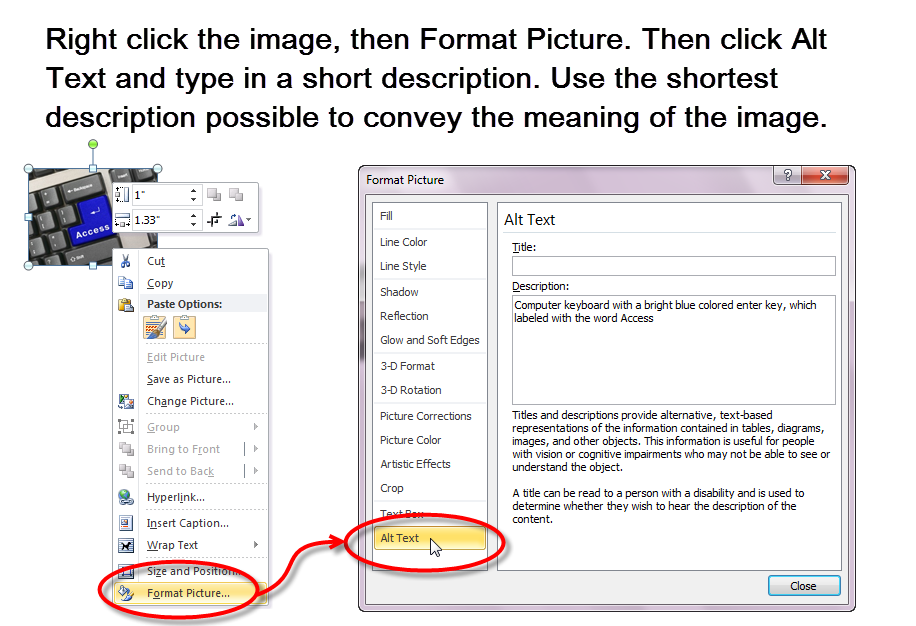 Right click the image, then Format Picture. Then click Alt
Text and type in a short description. Use the shortest
description possible to convey the meaning of the image.
Backspace
Access
Shift
1"
1.33"
Cut
Copy
Paste Options:
Edit Picture
Save as Picture...
Change Picture...
Group
Bring to Front
Send to Back
Hyperlink...
Insert Caption...
Wrap Text
Size and Position...
Format Picture...
Format Picture
Fill
Line Color
Line Style
Shadow
Reflection
Glow and Soft Edges
3-D Format
3-D Rotation
Picture Corrections
Picture Color
Artistic Effects
Crop
Text Box
Alt Text
Alt Text
Title:
Description:
Computer keyboard with a bright blue colored enter key, which
labeled with the word Access
Titles and descriptions provide alternative, text-based
representations of the information contained in tables, diagrams,
images, and other objects. This information is useful for people
with vision or cognitive impairments who may not be able to see or
understand the object.
A title can be read to a person with a disability and is used to
determine whether they wish to hear the description of the
content.
Close